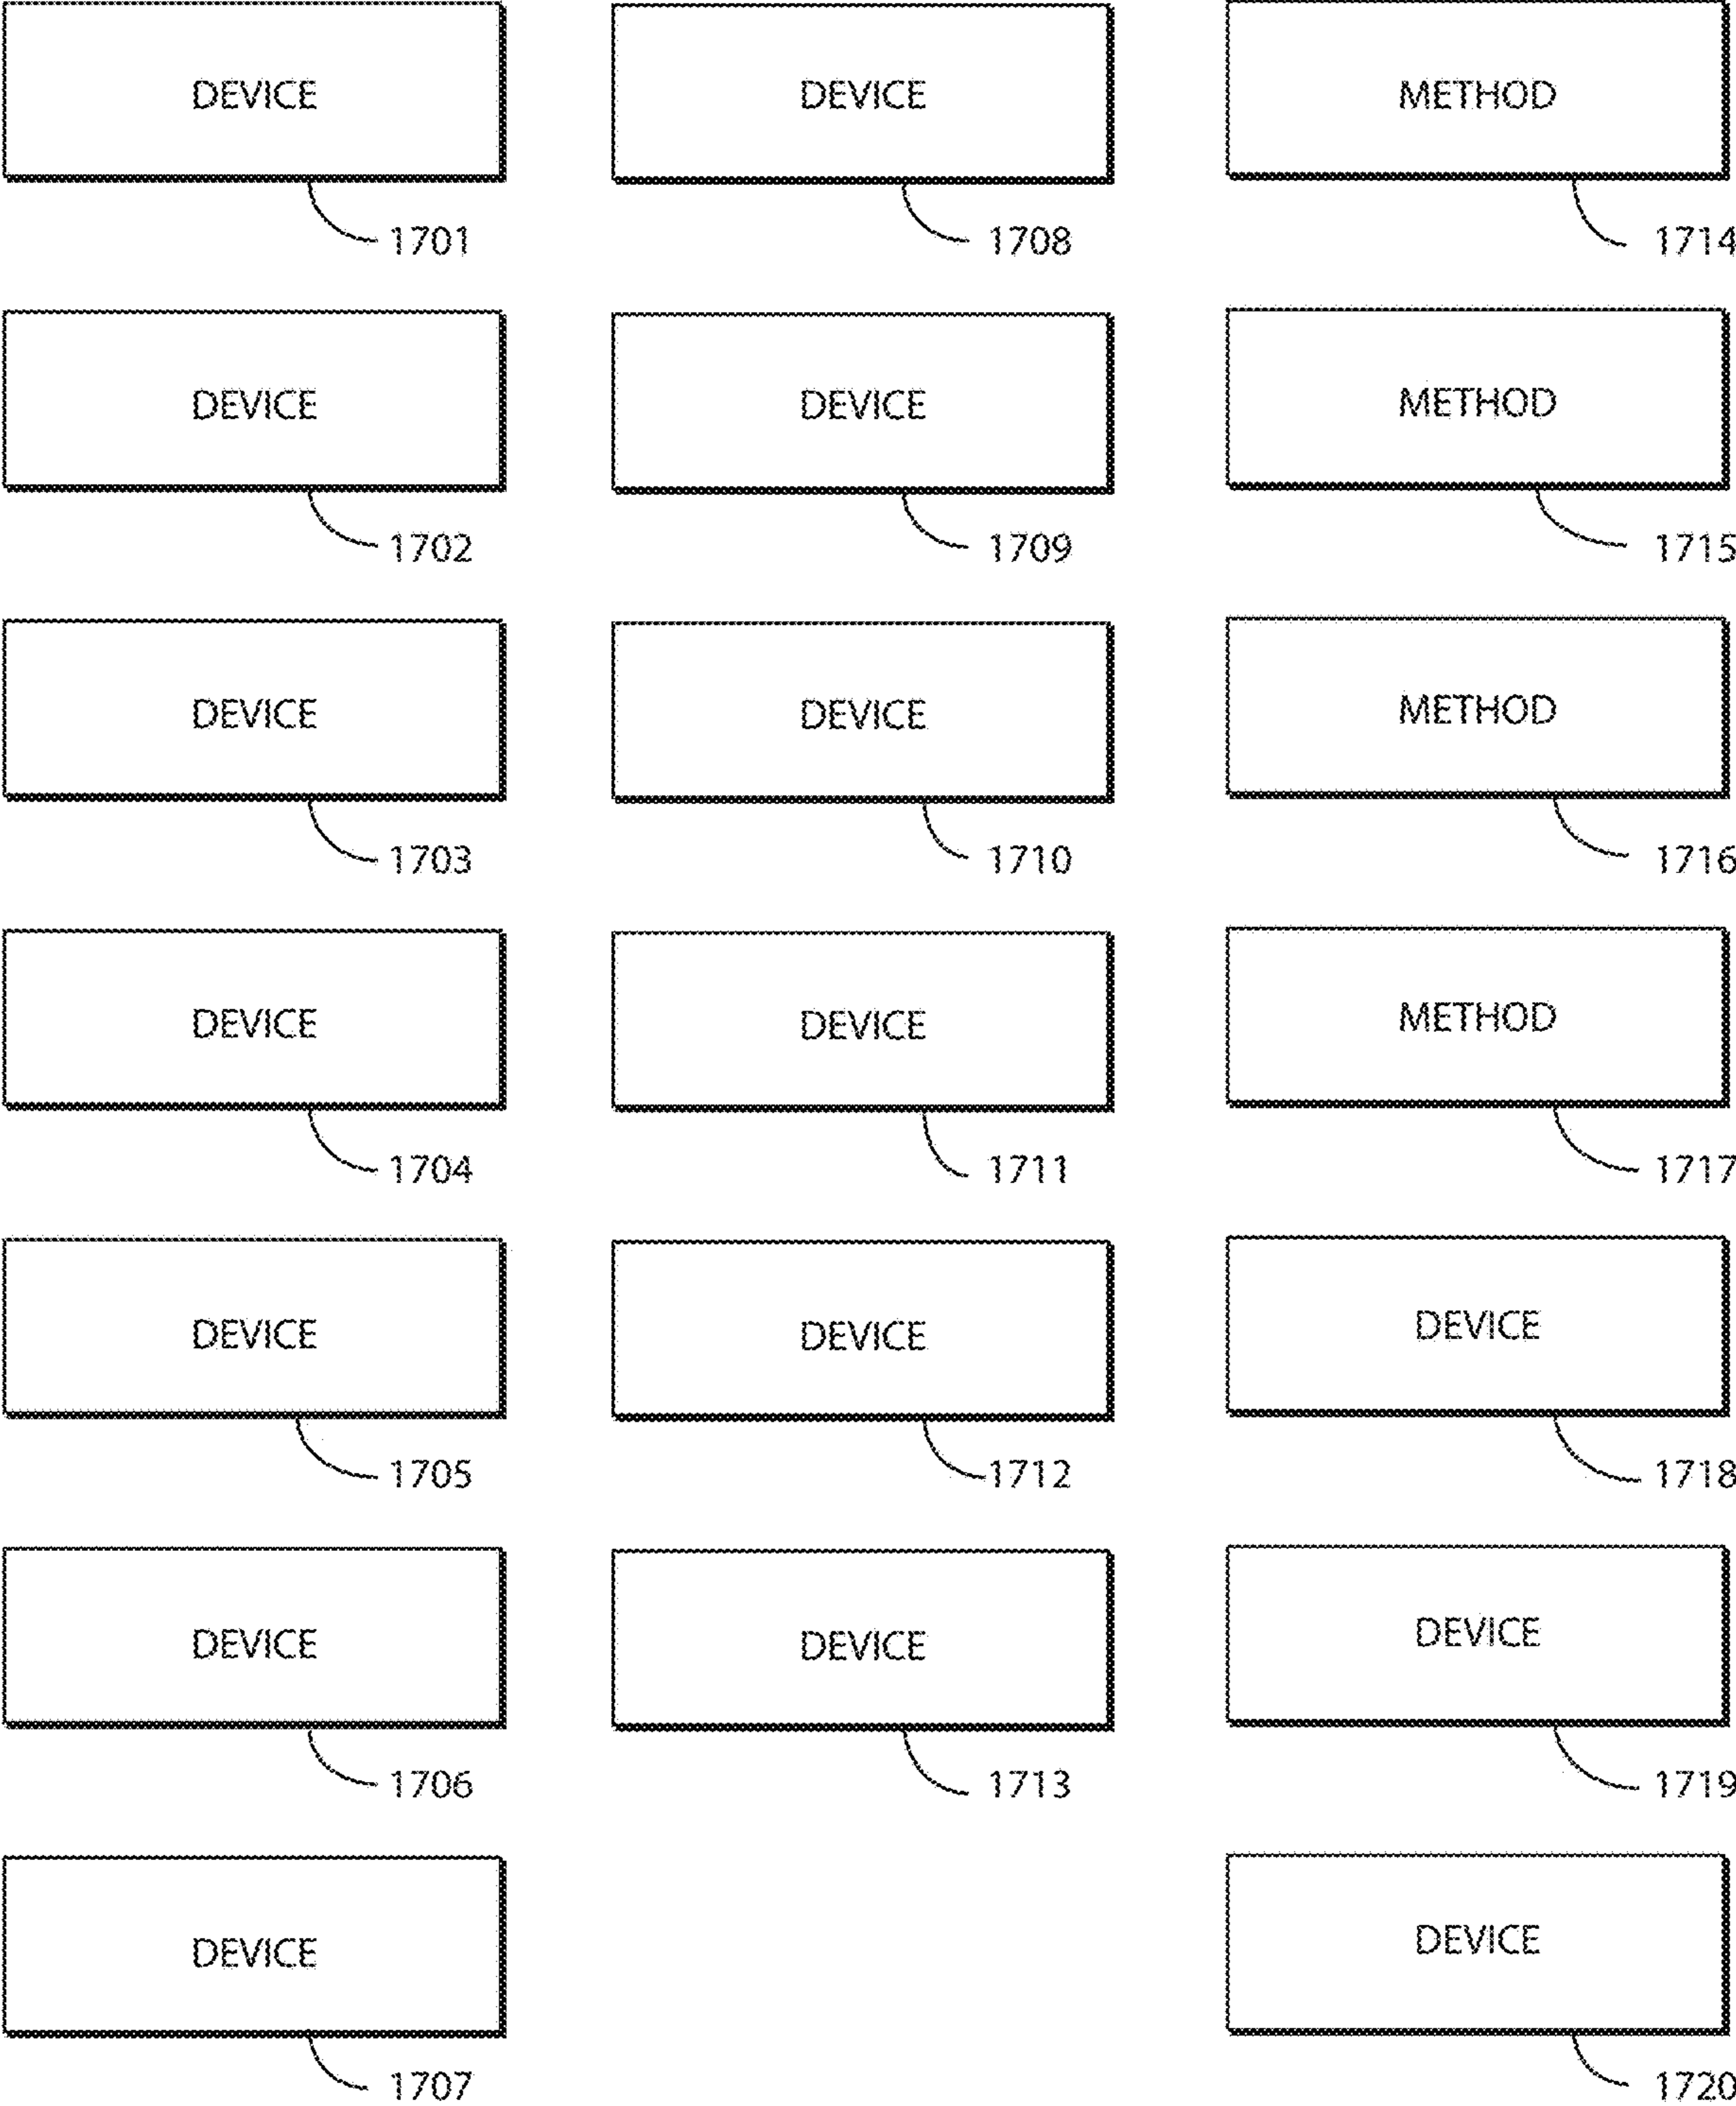 DEVICE
1701
DEVICE
1702
DEVICE
1703
DEVICE
1704
DEVICE
1705
DEVICE
1706
DEVICE
1707
DEVICE
1708
DEVICE
1709
DEVICE
1710
DEVICE
1711
DEVICE
1712
DEVICE
1713
METHOD
1714
METHOD
1715
METHOD
1716
METHOD
1717
DEVICE
1718
DEVICE
1719
DEVICE
1720